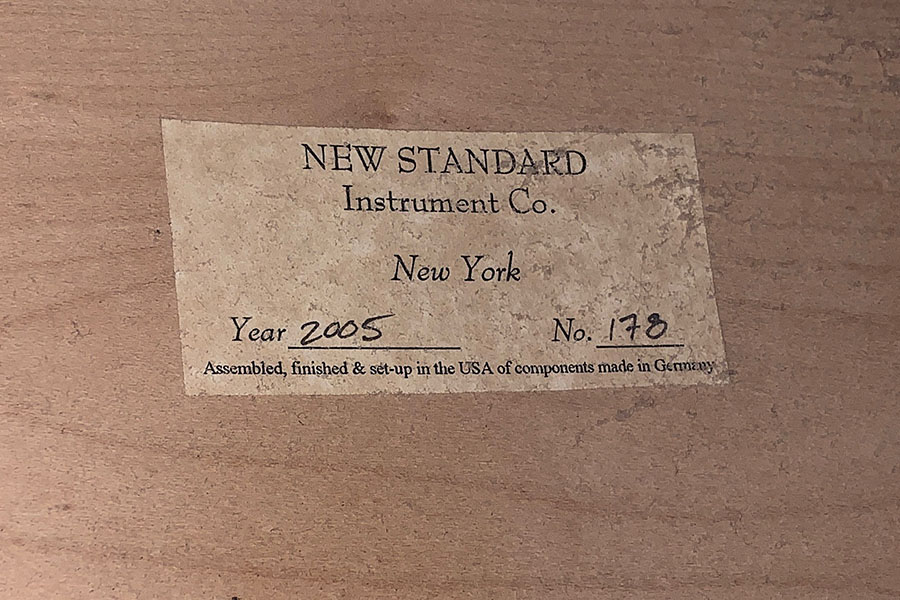 NEW STANDARD
Instrument Co.
New York
Year 2005 No. 178
Assembled, finished & set-up in the USA of components made in Germany